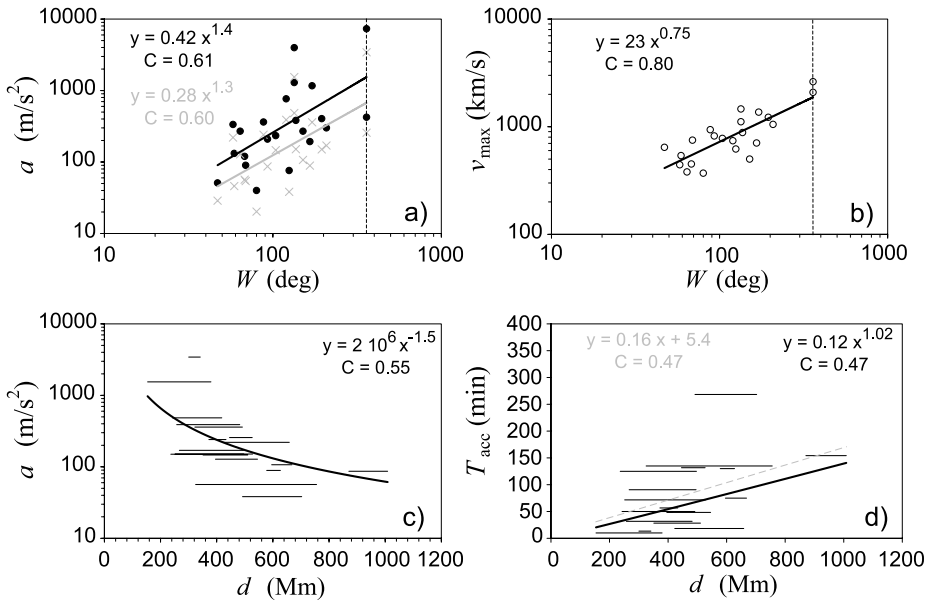 10000
1000
100
10
a (m/s²)
y = 0.42 x^1.4
C = 0.61
y = 0.28 x^1.3
C = 0.60
a)
10 100 1000
W (deg)
10000
1000
100
v_max (km/s)
y = 23 x^0.75
C = 0.80
b)
10 100 1000
W (deg)
10000
1000
100
10
a (m/s²)
y = 2 10^6 x^-1.5
C = 0.55
c)
0 200 400 600 800 1000 1200
d (Mm)
400
350
300
250
200
150
100
50
0
T_acc (min)
y = 0.16 x + 5.4
C = 0.47
y = 0.12 x^1.02
C = 0.47
d)
0 200 400 600 800 1000 1200
d (Mm)